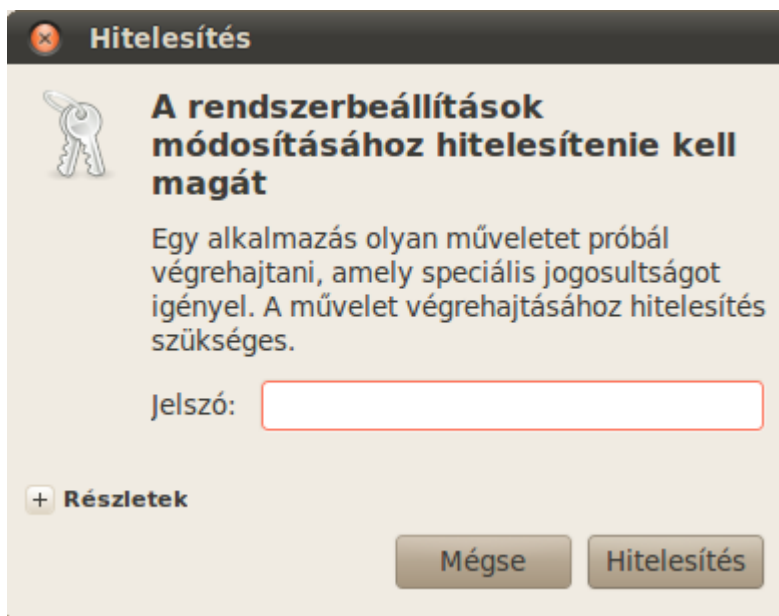 Hitelesítés
A rendszerbeállítások
módosításához hitelesítenie kell
magát
Egy alkalmazás olyan műveletet próbál
végrehajtani, amely speciális jogosultságot
igényel. A művelet végrehajtásához hitelesítés
szükséges.
Jelszó:
+ Részletek
Mégse Hitelesítés